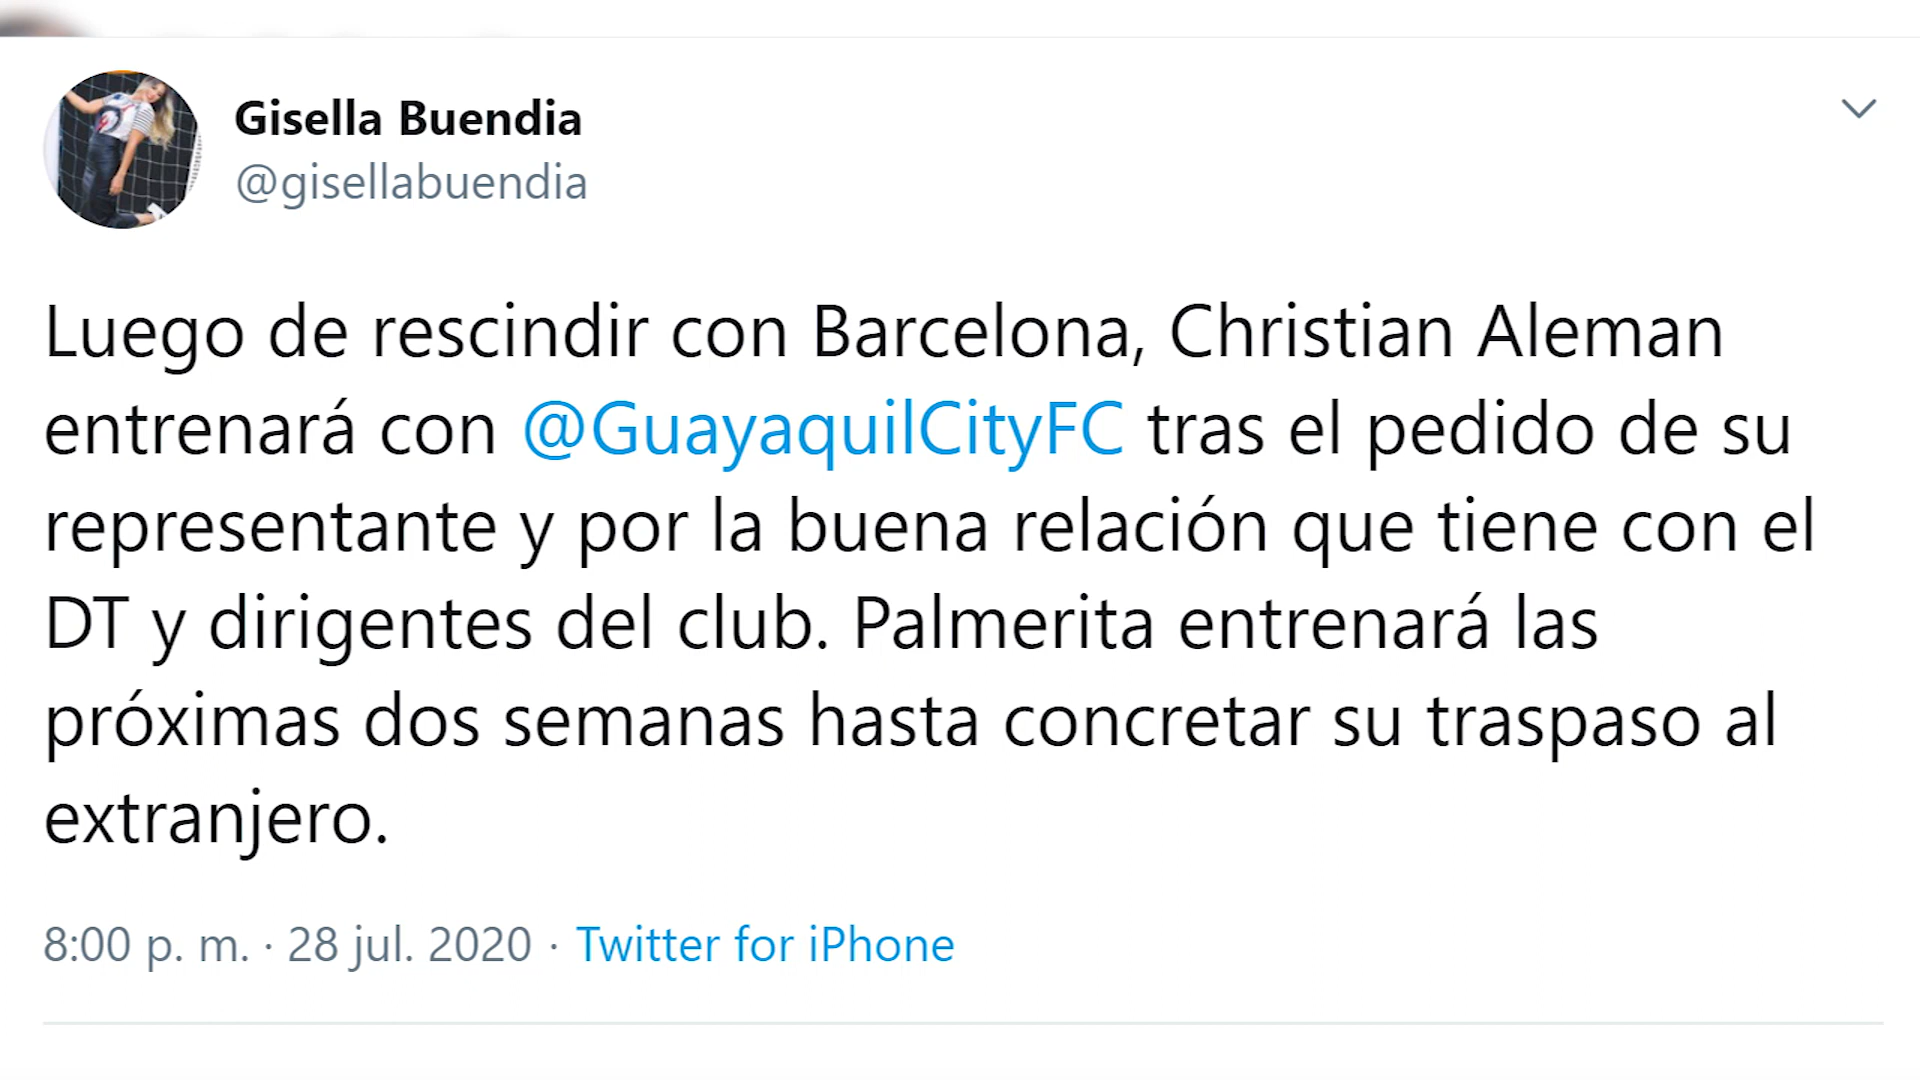 Gisella Buendia
@gisellabuendia
Luego de rescindir con Barcelona, Christian Aleman
entrenará con @GuayaquilCityFC tras el pedido de su
representante y por la buena relación que tiene con el
DT y dirigentes del club. Palmerita entrenará las
próximas dos semanas hasta concretar su traspaso al
extranjero.
8:00 p. m. · 28 jul. 2020 · Twitter for iPhone